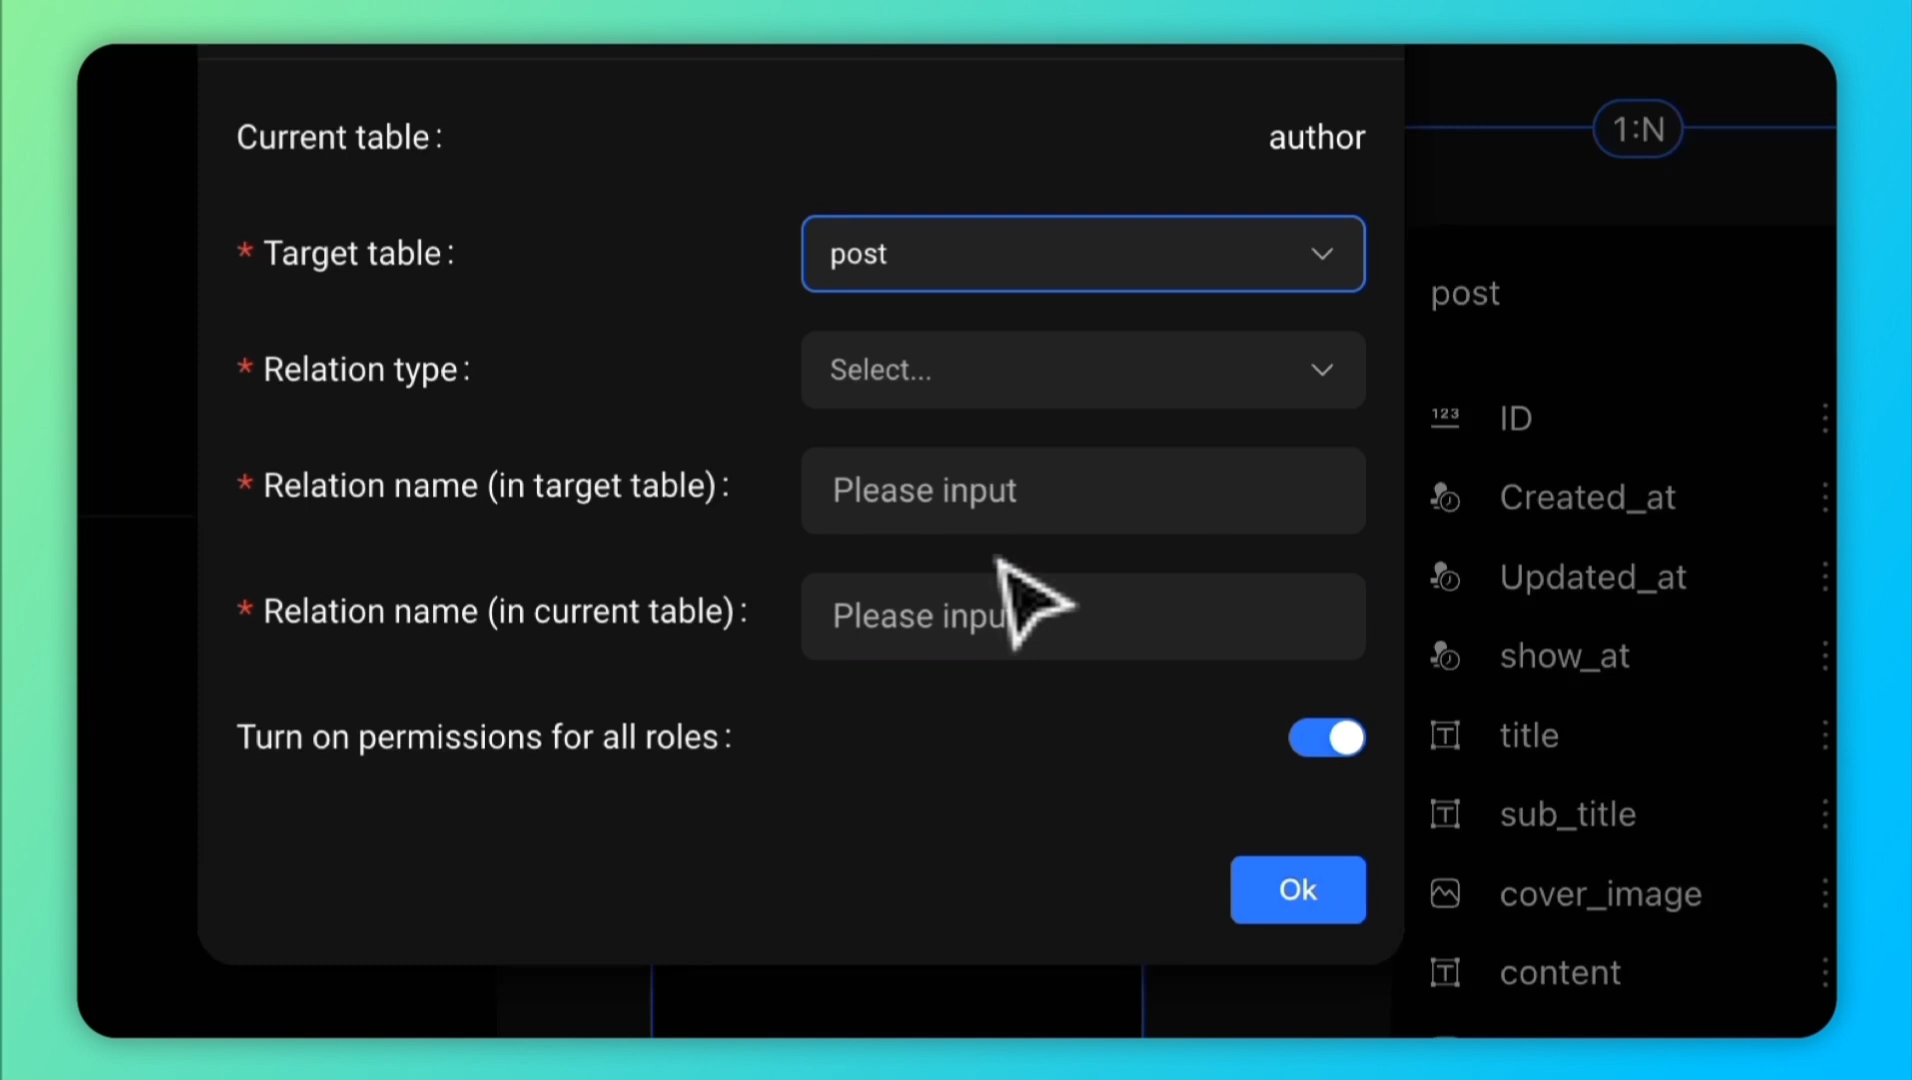 Current table:
author
* Target table:
post
* Relation type:
Select...
* Relation name (in target table):
Please input
* Relation name (in current table):
Please inpu
Turn on permissions for all roles:
Ok
1:N
post
123 ID
Created_at
Updated_at
show_at
T title
T sub_title
cover_image
T content